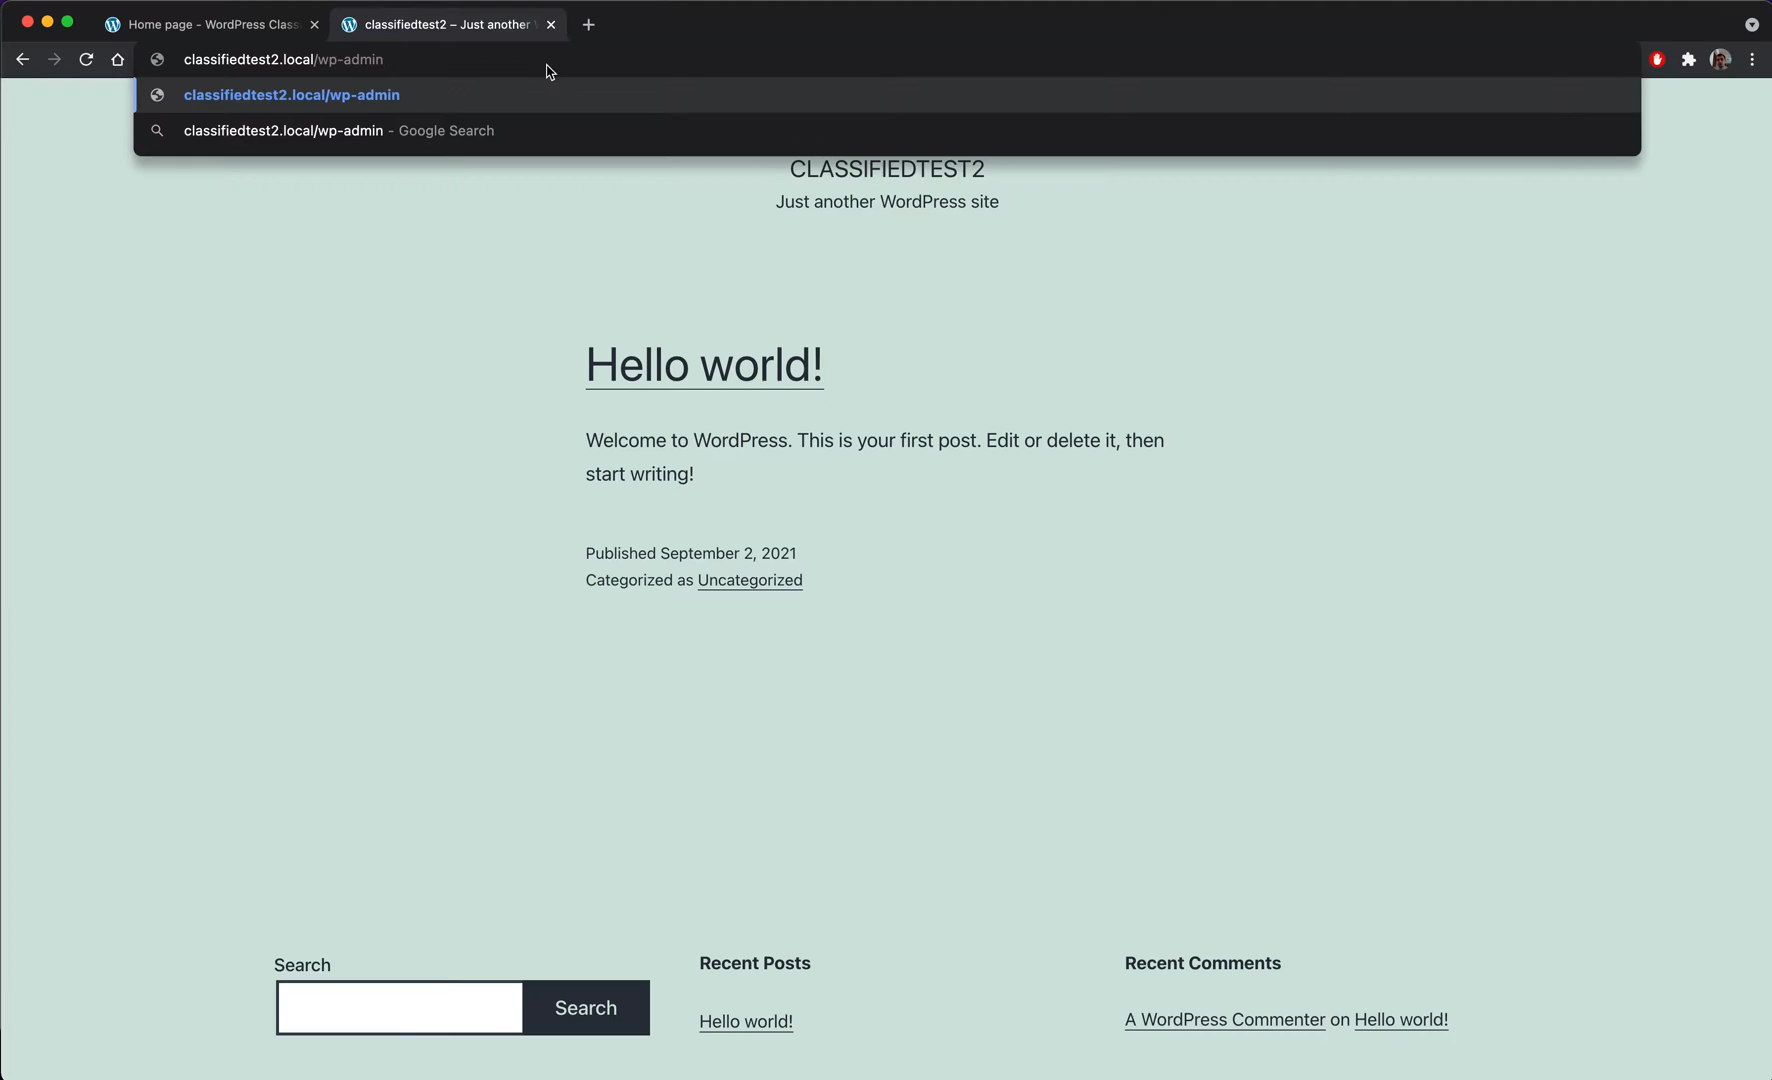 Home page - WordPress Class
classifiedtest2 – Just another
classifiedtest2.local/wp-admin
classifiedtest2.local/wp-admin
classifiedtest2.local/wp-admin - Google Search
CLASSIFIEDTEST2
Just another WordPress site
Hello world!
Welcome to WordPress. This is your first post. Edit or delete it, then
start writing!
Published September 2, 2021
Categorized as Uncategorized
Search
Search
Recent Posts
Hello world!
Recent Comments
A WordPress Commenter on Hello world!